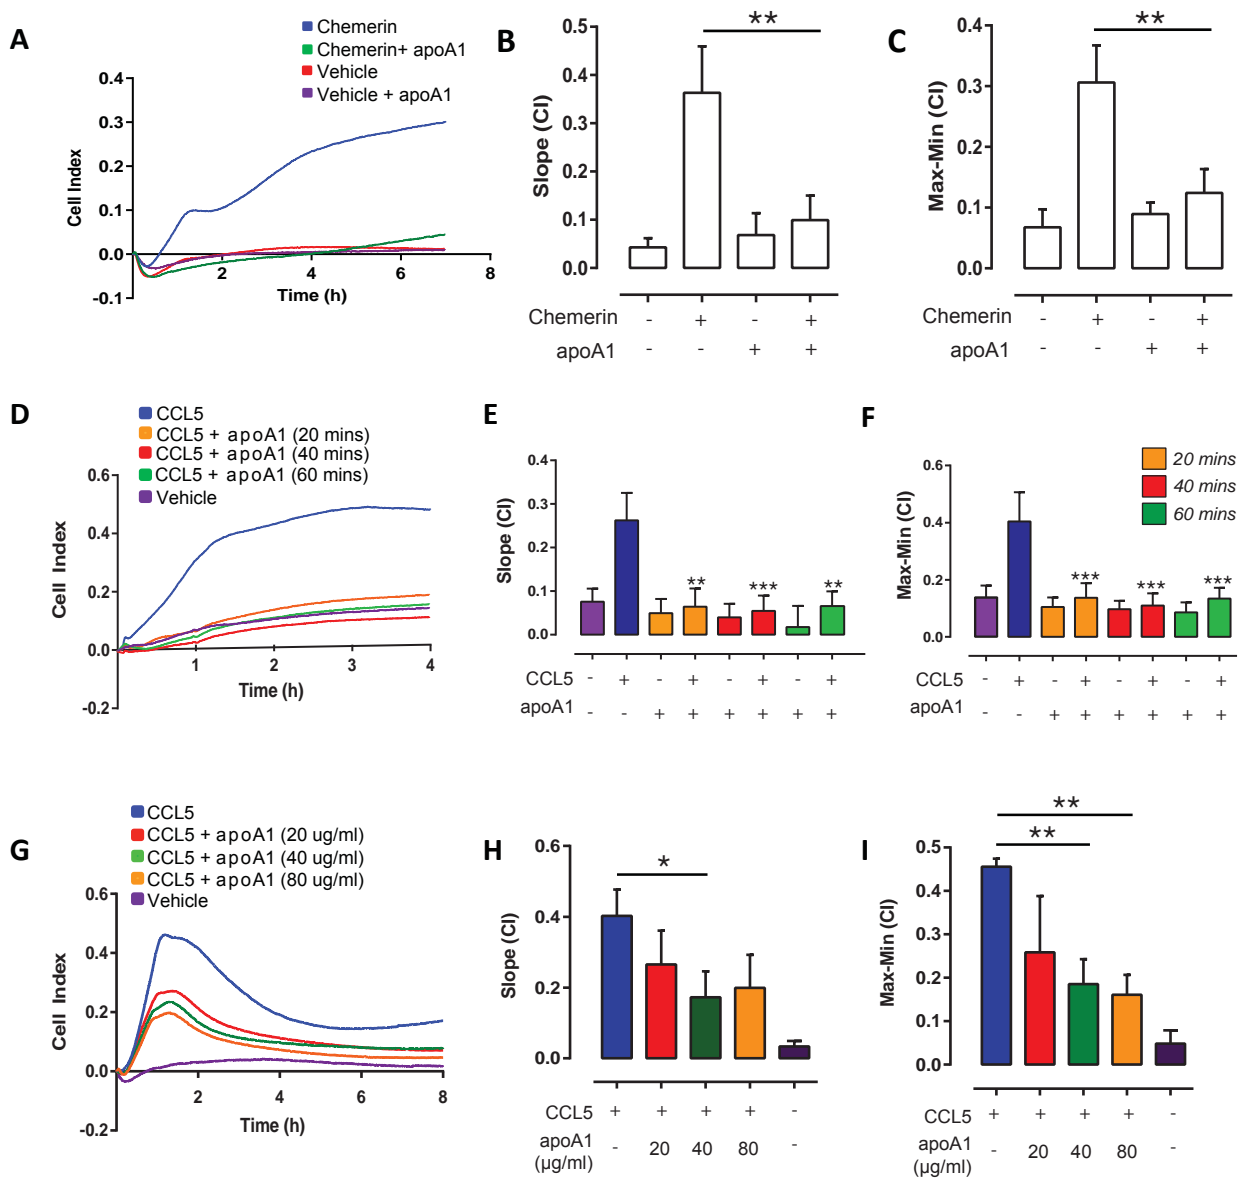 A
Chemerin
Chemerin+ apoA1
Vehicle
Vehicle + apoA1
0.4
0.3
0.2
0.1
0.0
-0.1
2
4
6
8
Cell Index
Time (h)
B
**
0.5
0.4
0.3
0.2
0.1
0.0
Slope (CI)
Chemerin - + - +
apoA1 - - + +
C
**
0.4
0.3
0.2
0.1
0.0
Max-Min (CI)
Chemerin - + - +
apoA1 - - + +
D
CCL5
CCL5 + apoA1 (20 mins)
CCL5 + apoA1 (40 mins)
CCL5 + apoA1 (60 mins)
Vehicle
0.6
0.4
0.2
0.0
-0.2
1
2
3
4
Cell Index
Time (h)
E
0.4
0.3
0.2
0.1
0.0
Slope (CI)
** *** **
CCL5 - + - + - + - +
apoA1 - - + + + + + +
F
20 mins
40 mins
60 mins
0.6
0.4
0.2
0.0
Max-Min (CI)
*** *** ***
CCL5 - + - + - + - +
apoA1 - - + + + + + +
G
CCL5
CCL5 + apoA1 (20 ug/ml)
CCL5 + apoA1 (40 ug/ml)
CCL5 + apoA1 (80 ug/ml)
Vehicle
0.6
0.4
0.2
0.0
-0.2
2
4
6
8
Cell Index
Time (h)
H
*
0.6
0.4
0.2
0.0
Slope (CI)
CCL5 + + + + -
apoA1 - 20 40 80 -
(µg/ml)
I
**
**
0.5
0.4
0.3
0.2
0.1
0.0
Max-Min (CI)
CCL5 + + + + -
apoA1 - 20 40 80 -
(µg/ml)